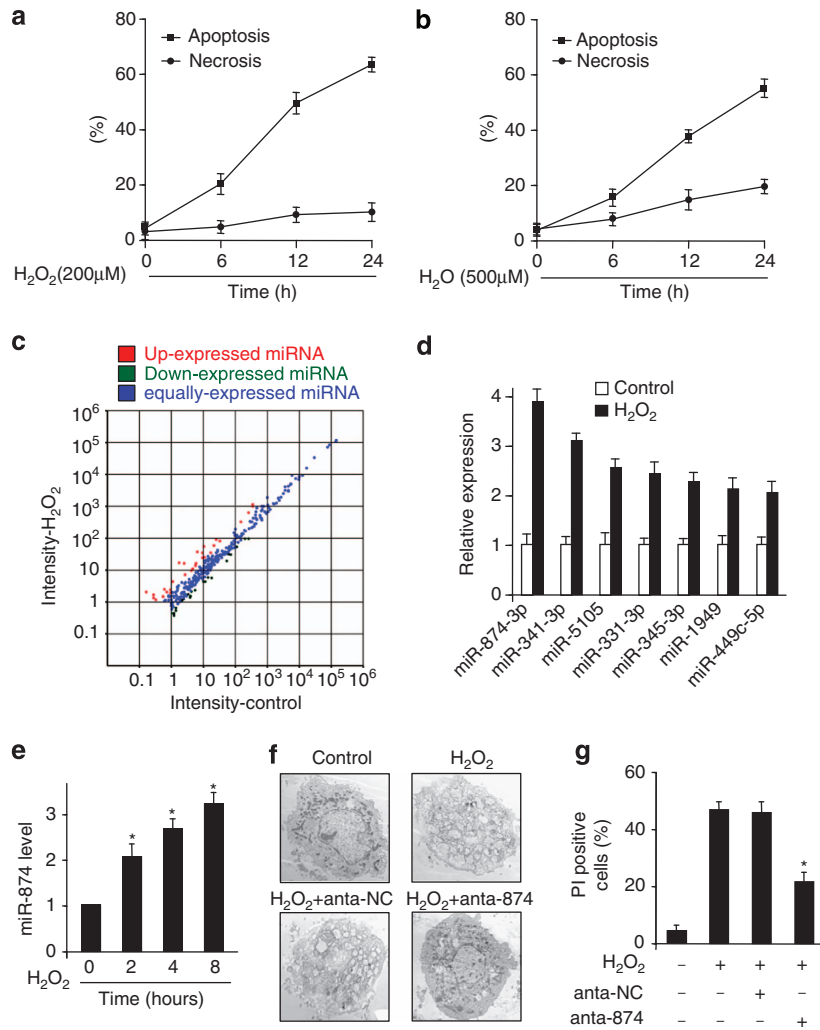 a
80
60
40
20
0
(%)
Apoptosis
Necrosis
0 6 12 24
H₂O₂(200μM)
Time (h)
b
80
60
40
20
0
(%)
Apoptosis
Necrosis
0 6 12 24
H₂O (500μM)
Time (h)
c
Up-expressed miRNA
Down-expressed miRNA
equally-expressed miRNA
10⁶
10⁵
10⁴
10³
10²
10
1
0.1
Intensity-H₂O₂
0.1 1 10 10² 10³ 10⁴ 10⁵ 10⁶
Intensity-control
d
Control
H₂O₂
4
3
2
1
0
Relative expression
miR-874-3p
miR-341-3p
miR-5105
miR-331-3p
miR-345-3p
miR-1949
miR-449c-5p
e
3
2
1
0
miR-874 level
* * *
H₂O₂ 0 2 4 8
Time (hours)
f
Control H₂O₂
H₂O₂+anta-NC H₂O₂+anta-874
g
60
40
20
0
PI positive
cells (%)
*
H₂O₂ – + + +
anta-NC – – + –
anta-874 – – – +